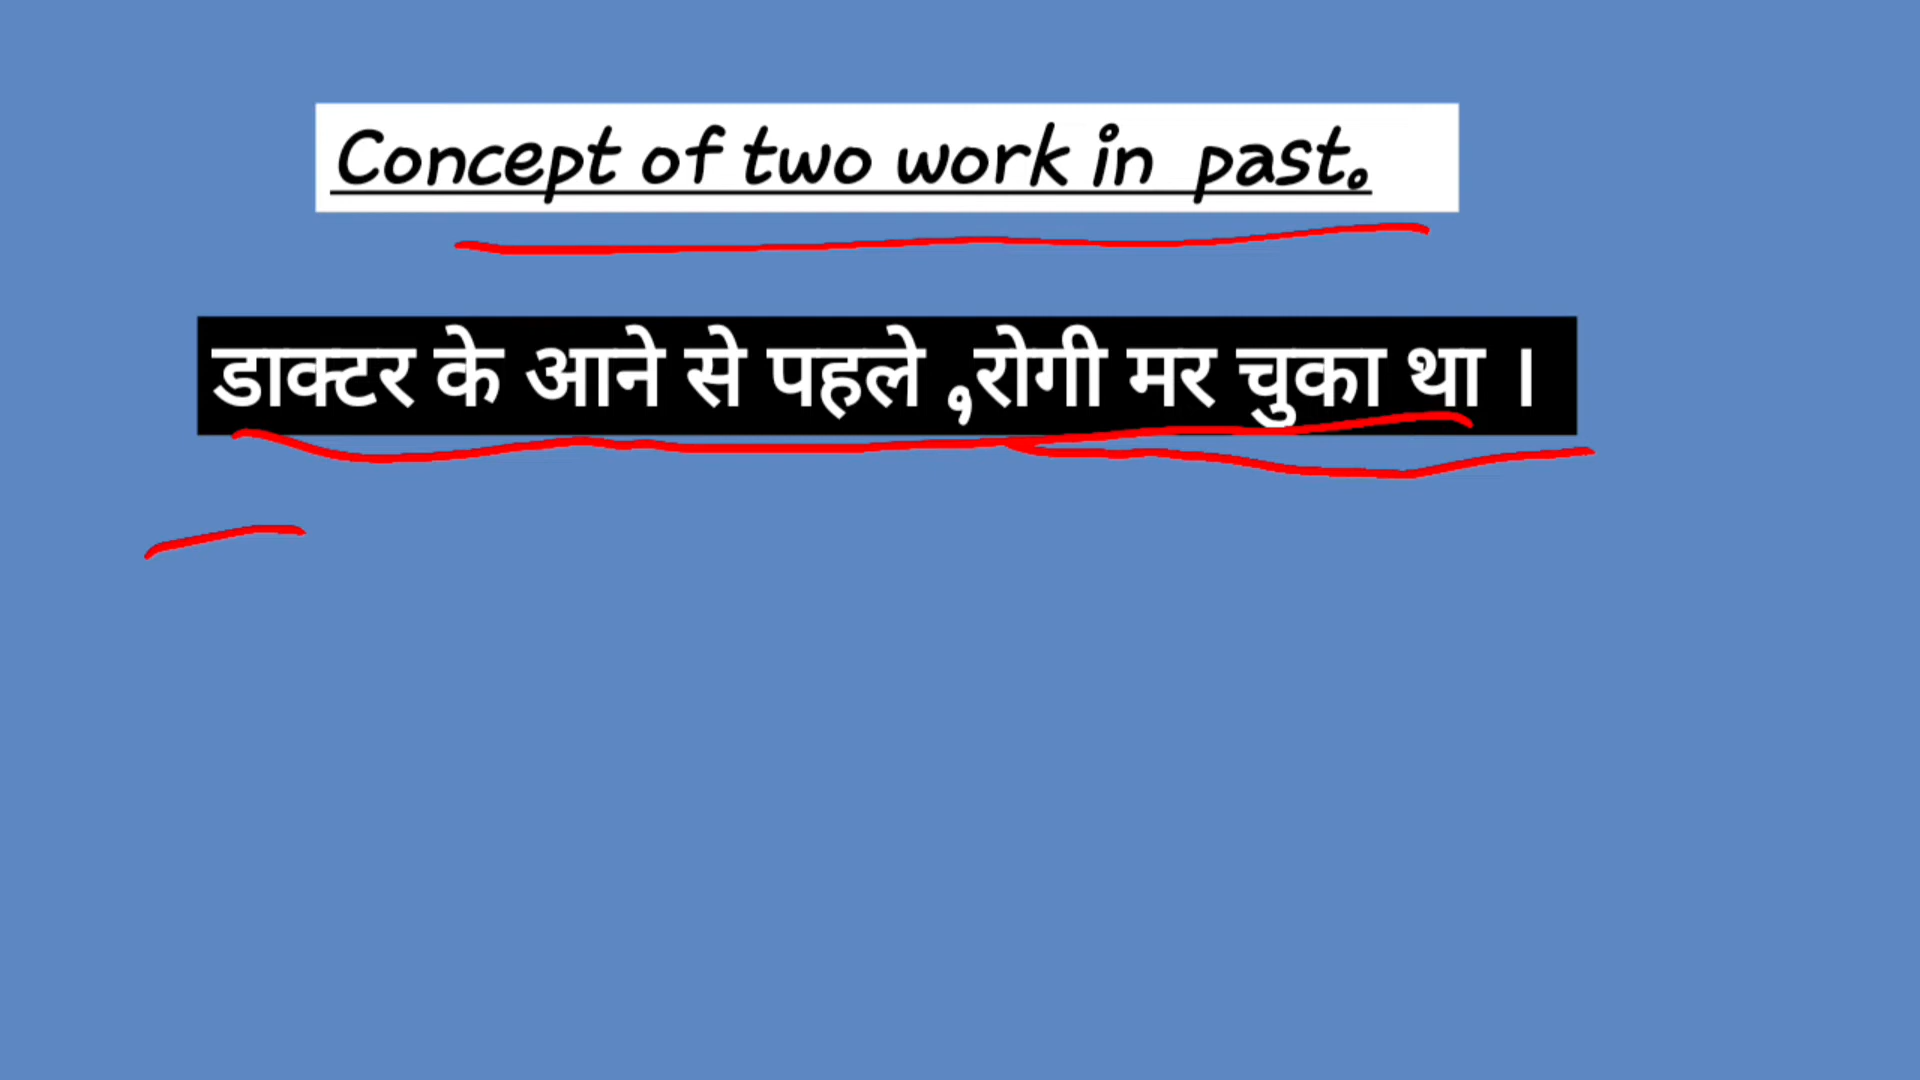 Concept of two work in past.
डाक्टर के आने से पहले ,रोगी मर चुका था ।